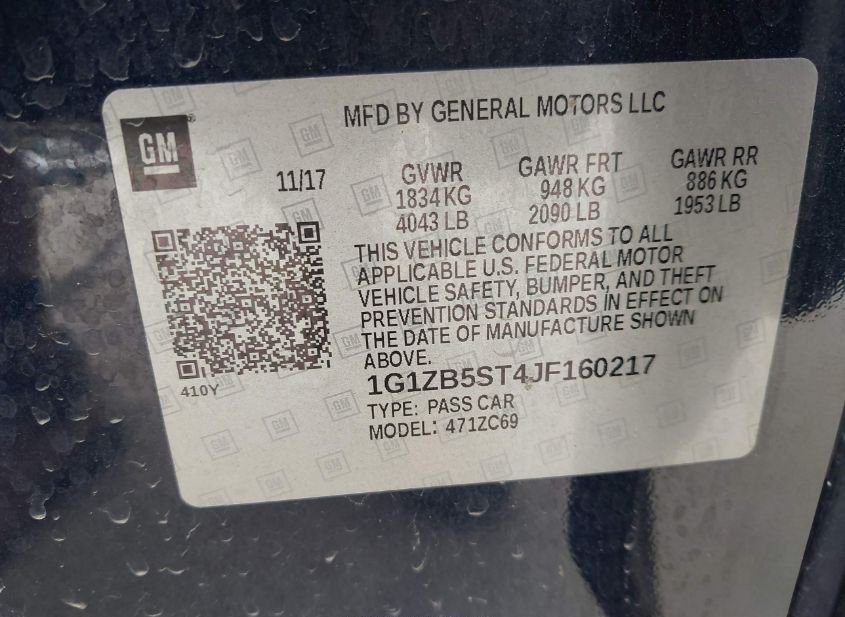 MFD BY GENERAL MOTORS LLC
GM
11/17
GVWR
1834 KG
4043 LB
GAWR FRT
948 KG
2090 LB
GAWR RR
886 KG
1953 LB
THIS VEHICLE CONFORMS TO ALL
APPLICABLE U.S. FEDERAL MOTOR
VEHICLE SAFETY, BUMPER, AND THEFT
PREVENTION STANDARDS IN EFFECT ON
THE DATE OF MANUFACTURE SHOWN
ABOVE.
410Y
1G1ZB5ST4JF160217
TYPE: PASS CAR
MODEL: 471ZC69